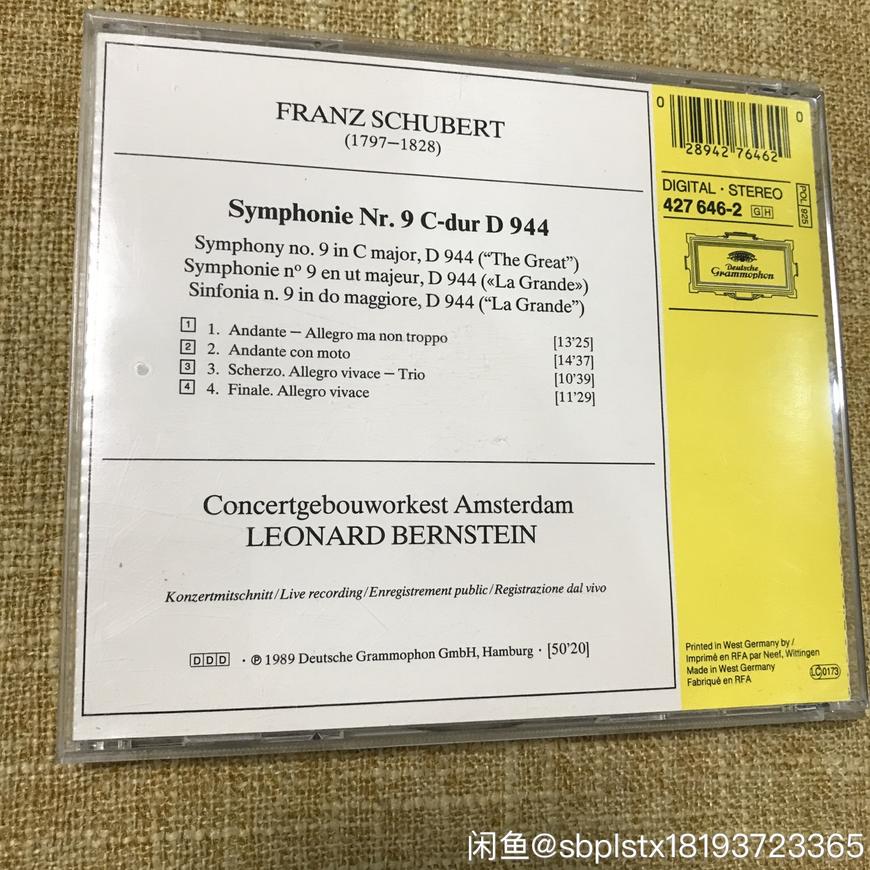 FRANZ SCHUBERT
(1797–1828)
Symphonie Nr. 9 C-dur D 944
Symphony no. 9 in C major, D 944 (“The Great”)
Symphonie nº 9 en ut majeur, D 944 («La Grande»)
Sinfonia n. 9 in do maggiore, D 944 (“La Grande”)
1 1. Andante – Allegro ma non troppo [13'25]
2 2. Andante con moto [14'37]
3 3. Scherzo. Allegro vivace – Trio [10'39]
4 4. Finale. Allegro vivace [11'29]
Concertgebouworkest Amsterdam
LEONARD BERNSTEIN
Konzertmitschnitt/Live recording/Enregistrement public/Registrazione dal vivo
DDD · ℗ 1989 Deutsche Grammophon GmbH, Hamburg · [50'20]
0 28942 76462 0
DIGITAL · STEREO
427 646-2 GH
POL 925
Deutsche
Grammophon
Printed in West Germany by /
Imprimé en RFA par Neef, Wittingen
Made in West Germany
Fabriqué en RFA
LC 0173
闲鱼@sbplstx18193723365